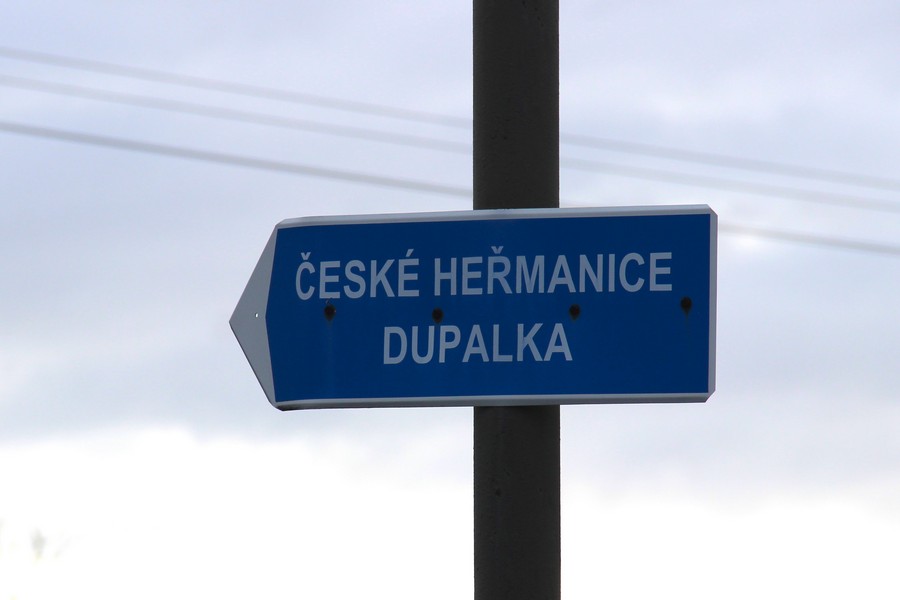 ČESKÉ HEŘMANICE
DUPALKA